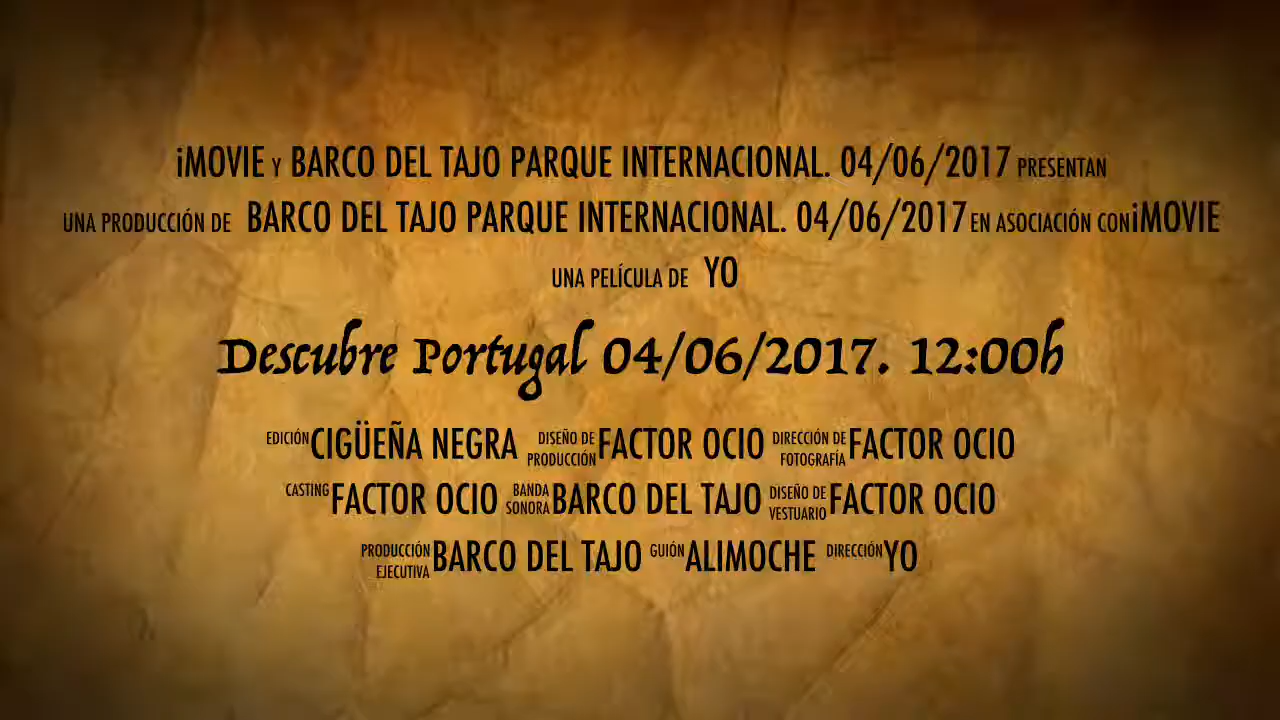 iMOVIE Y BARCO DEL TAJO PARQUE INTERNACIONAL. 04/06/2017 PRESENTAN
UNA PRODUCCIÓN DE BARCO DEL TAJO PARQUE INTERNACIONAL. 04/06/2017 EN ASOCIACIÓN CON iMOVIE
UNA PELÍCULA DE YO
Descubre Portugal 04/06/2017. 12:00h
EDICIÓN CIGÜEÑA NEGRA DISEÑO DE PRODUCCIÓN FACTOR OCIO DIRECCIÓN DE FOTOGRAFÍA FACTOR OCIO
CASTING FACTOR OCIO BANDA SONORA BARCO DEL TAJO DISEÑO DE VESTUARIO FACTOR OCIO
PRODUCCIÓN EJECUTIVA BARCO DEL TAJO GUIÓN ALIMOCHE DIRECCIÓN YO